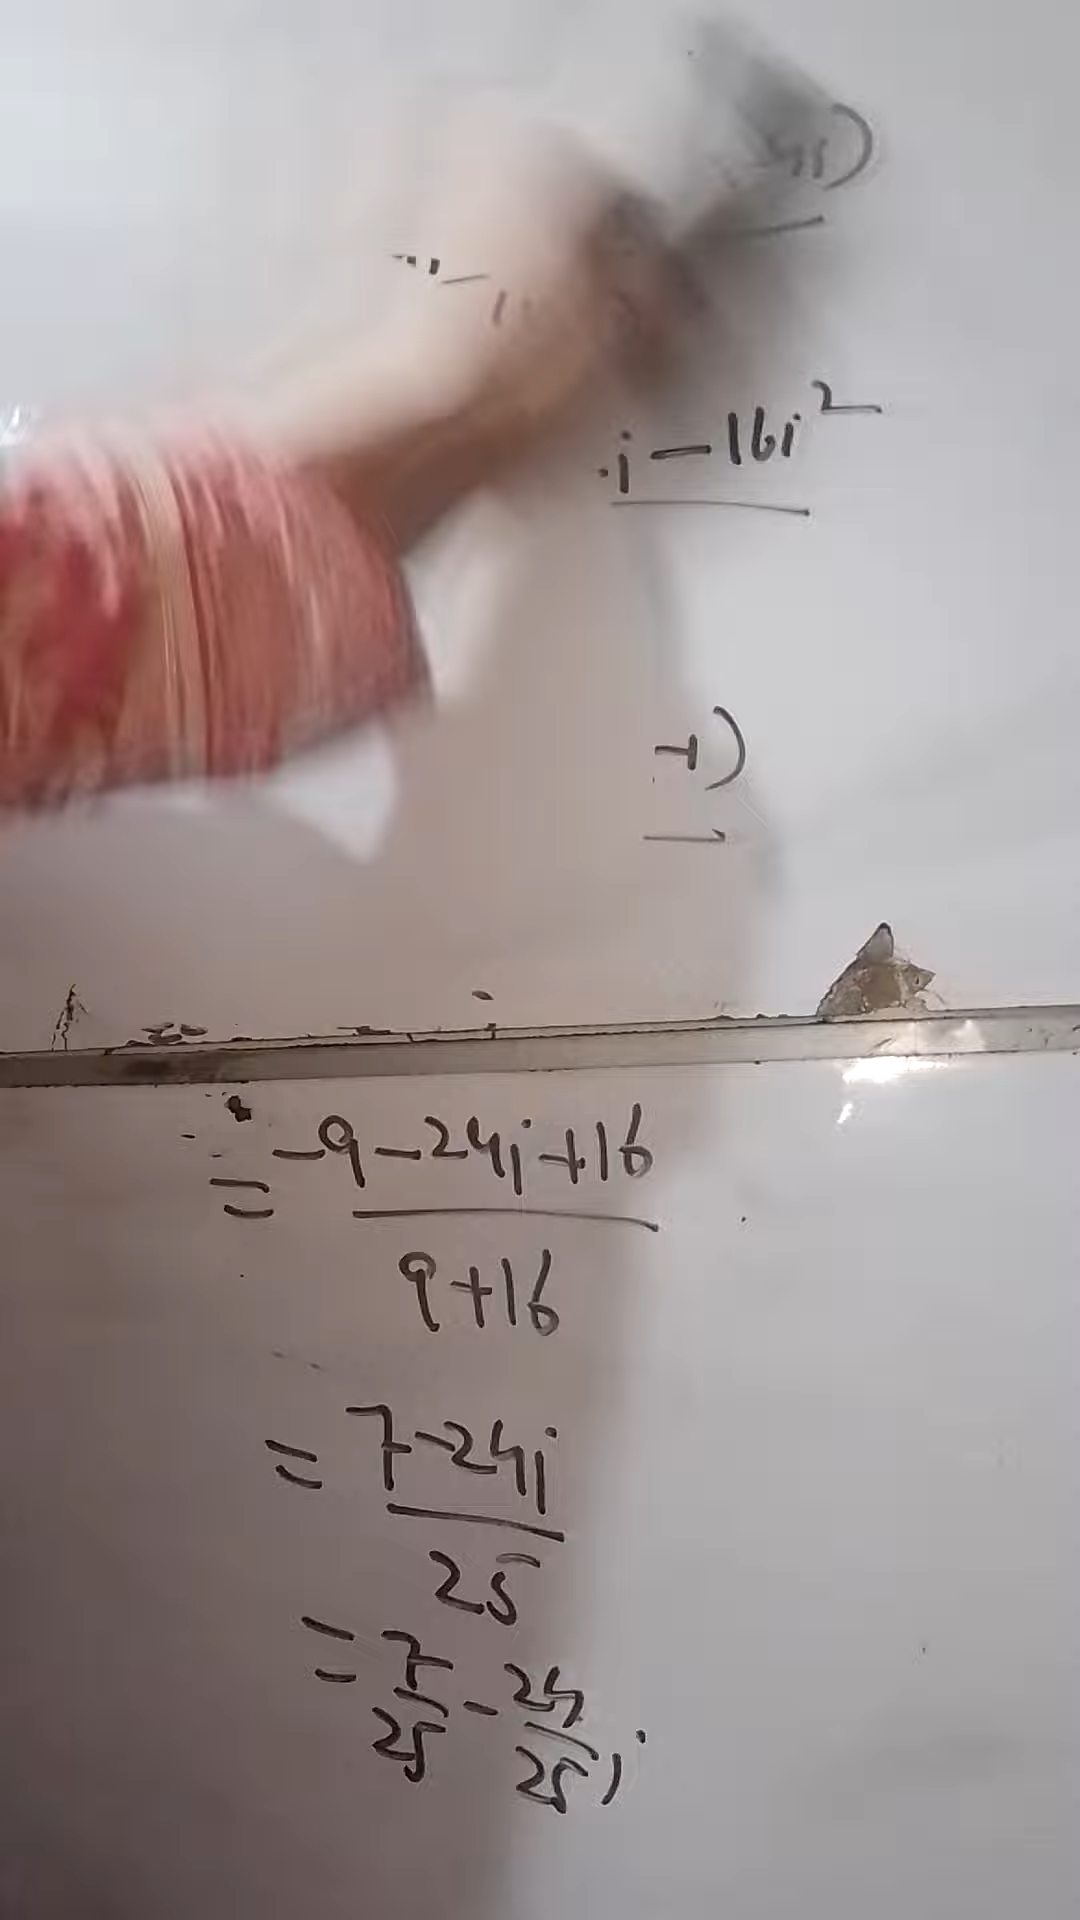 i - 16i²
-1)
= -9-24i+16
9+16
= 7-24i
25
= 7/25 - 24/25 i